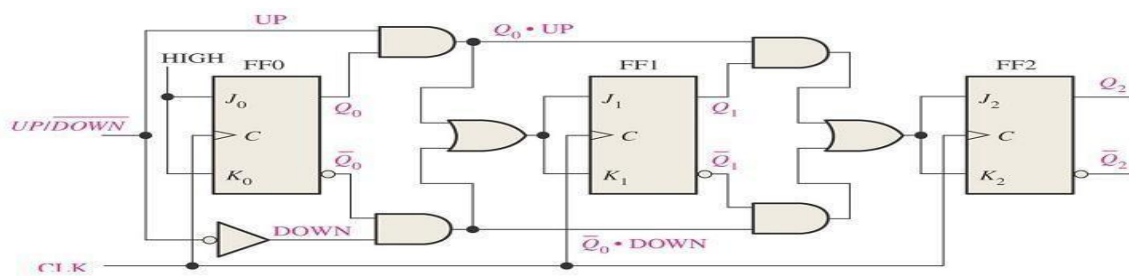 UP
Q₀ • UP
HIGH
FF0
FF1
FF2
J₀
Q₀
J₁
Q₁
J₂
Q₂
UP/D̅O̅W̅N̅
C
C
C
K₀
Q̅₀
K₁
Q̅₁
K₂
Q̅₂
DOWN
Q̅₀ • DOWN
CLK